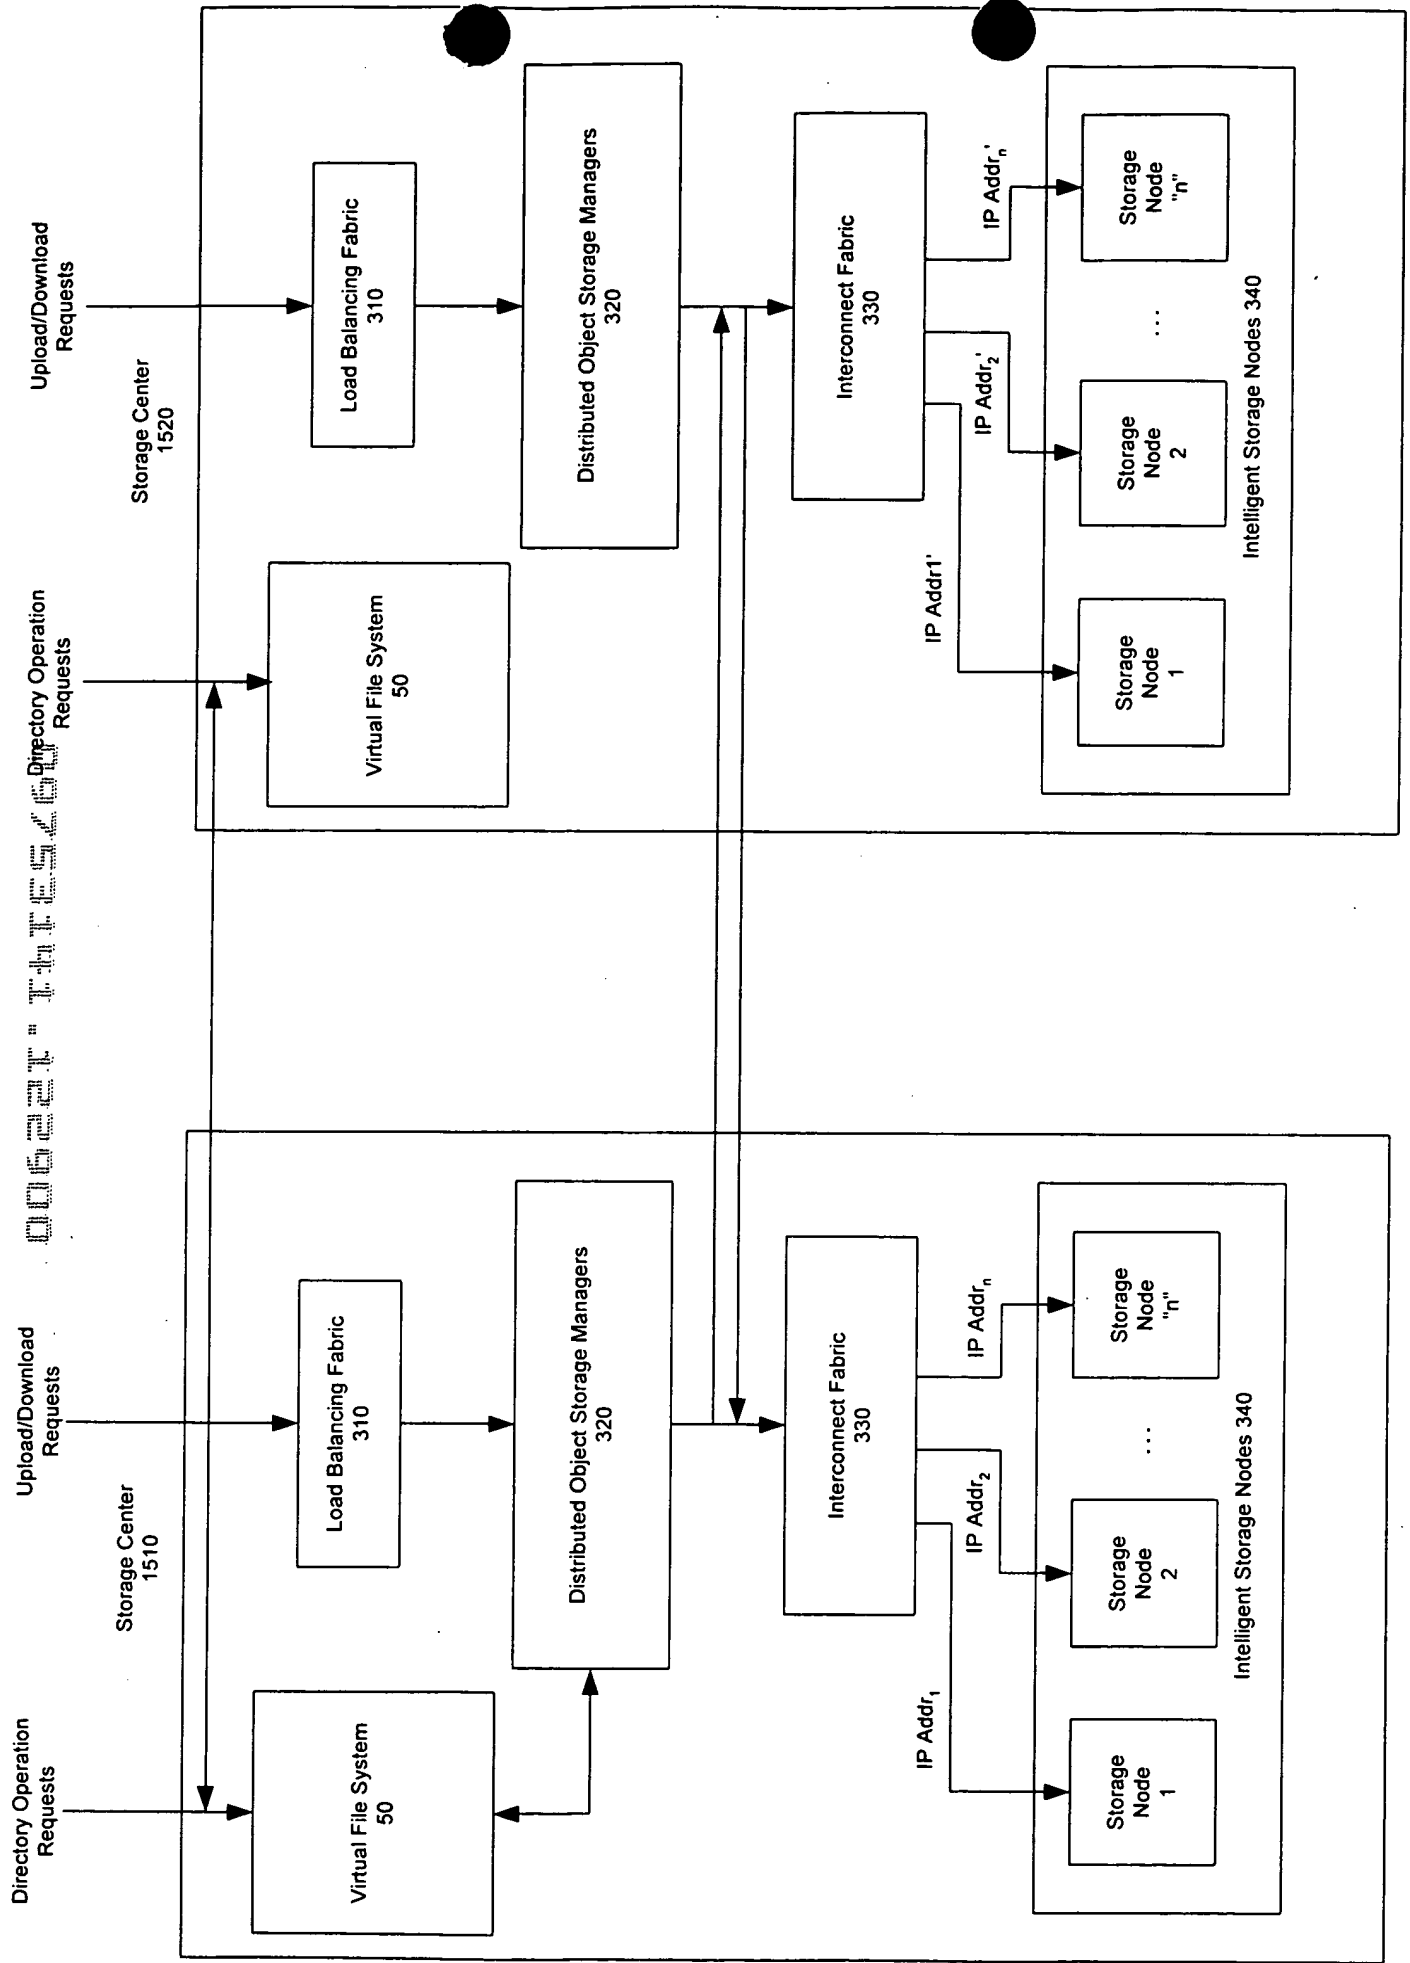 Directory Operation
Requests
Upload/Download
Requests
Storage Center
1510
Virtual File System
50
Load Balancing Fabric
310
Distributed Object Storage Managers
320
Interconnect Fabric
330
IP Addr1
IP Addr2
IP Addrn
Storage
Node
1
Storage
Node
2
...
Storage
Node
"n"
Intelligent Storage Nodes 340
Directory Operation
Requests
Upload/Download
Requests
Storage Center
1520
Virtual File System
50
Load Balancing Fabric
310
Distributed Object Storage Managers
320
Interconnect Fabric
330
IP Addr1'
IP Addr2'
IP Addrn'
Storage
Node
1
Storage
Node
2
...
Storage
Node
"n"
Intelligent Storage Nodes 340